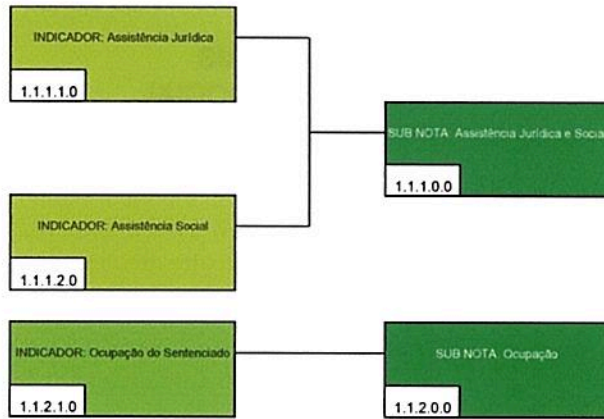 INDICADOR: Assistência Jurídica
1.1.1.1.0
SUB NOTA: Assistência Jurídica e Social
1.1.1.0.0
INDICADOR: Assistência Social
1.1.1.2.0
INDICADOR: Ocupação do Sentenciado
1.1.2.1.0
SUB NOTA: Ocupação
1.1.2.0.0